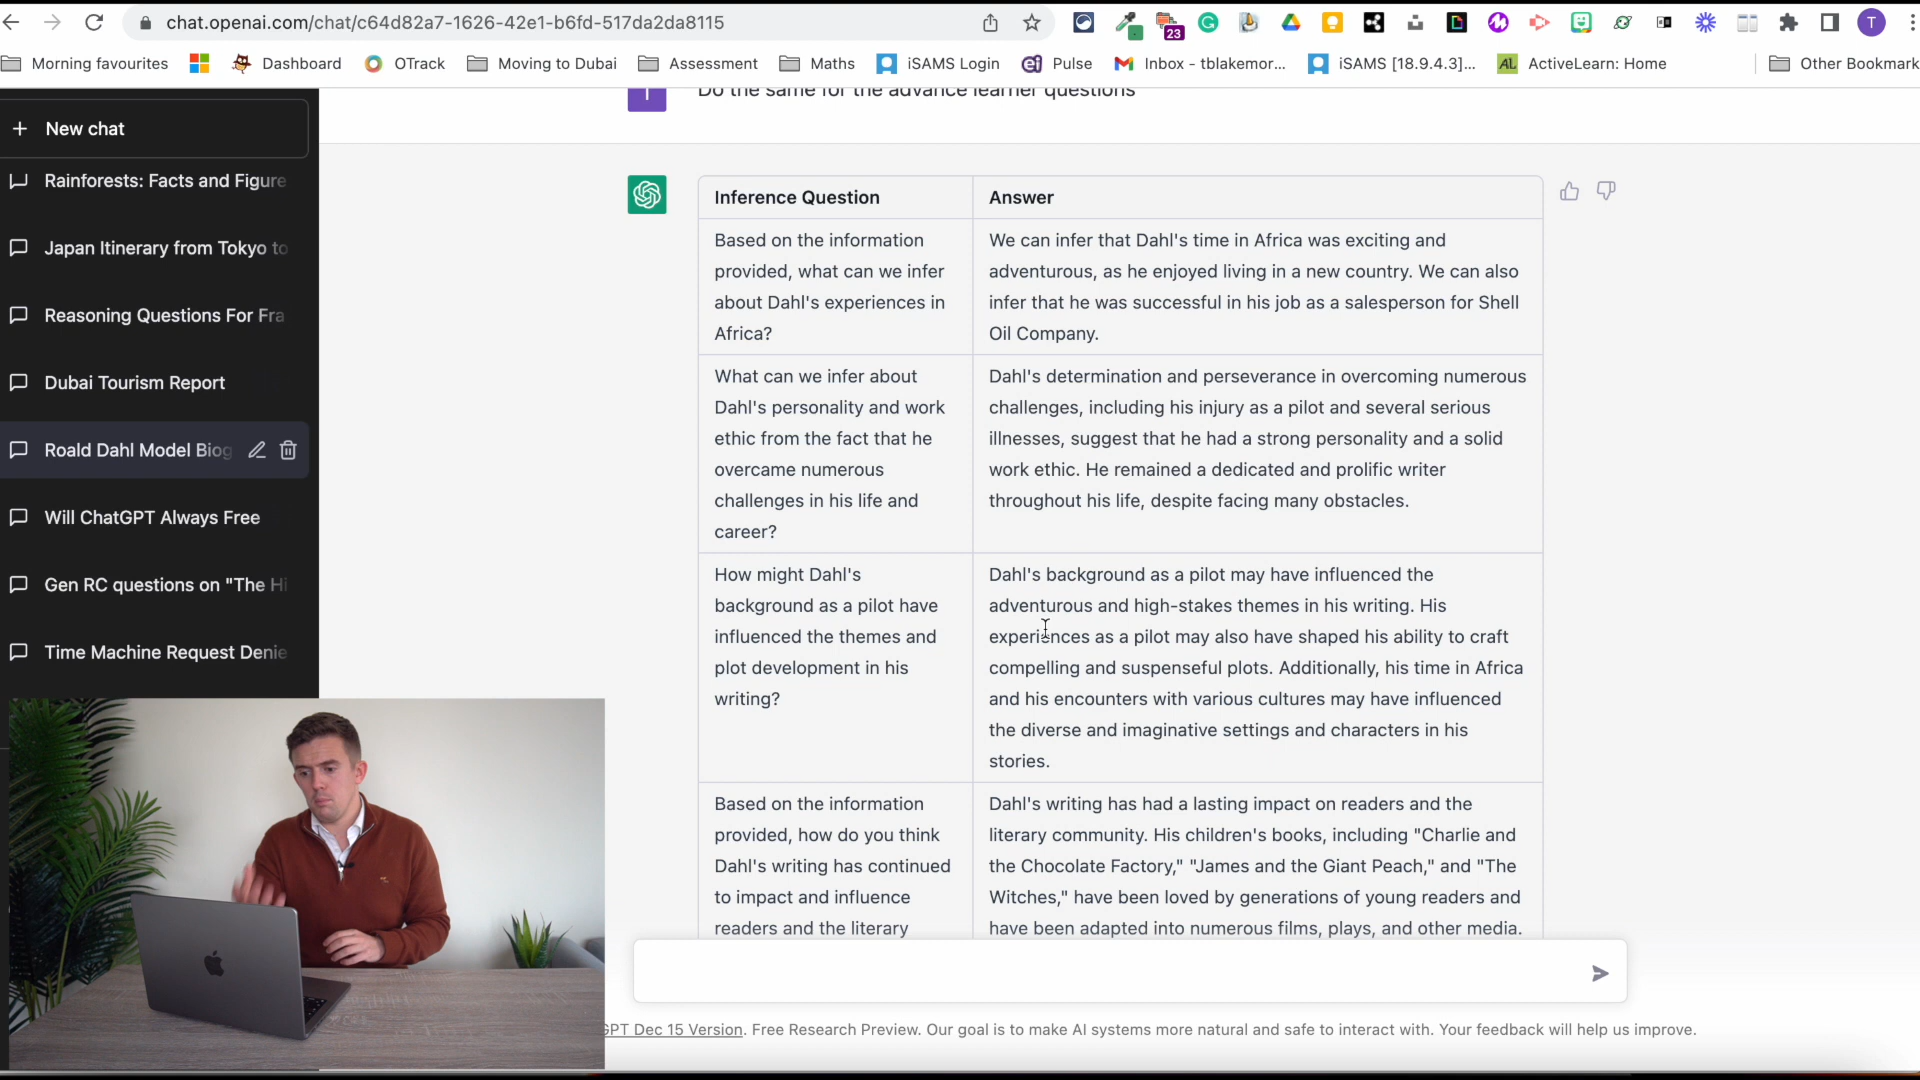 chat.openai.com/chat/c64d82a7-1626-42e1-b6fd-517da2da8115
23
T
Morning favourites
Dashboard
OTrack
Moving to Dubai
Assessment
Maths
iSAMS Login
Pulse
Inbox - tblakemor...
iSAMS [18.9.4.3]...
ActiveLearn: Home
Other Bookmark
New chat
Rainforests: Facts and Figure
Japan Itinerary from Tokyo to
Reasoning Questions For Fra
Dubai Tourism Report
Roald Dahl Model Biog
Will ChatGPT Always Free
Gen RC questions on "The Hi
Time Machine Request Denie
T
Do the same for the advance learner questions
Inference Question
Answer
Based on the information
provided, what can we infer
about Dahl's experiences in
Africa?
We can infer that Dahl's time in Africa was exciting and
adventurous, as he enjoyed living in a new country. We can also
infer that he was successful in his job as a salesperson for Shell
Oil Company.
What can we infer about
Dahl's personality and work
ethic from the fact that he
overcame numerous
challenges in his life and
career?
Dahl's determination and perseverance in overcoming numerous
challenges, including his injury as a pilot and several serious
illnesses, suggest that he had a strong personality and a solid
work ethic. He remained a dedicated and prolific writer
throughout his life, despite facing many obstacles.
How might Dahl's
background as a pilot have
influenced the themes and
plot development in his
writing?
Dahl's background as a pilot may have influenced the
adventurous and high-stakes themes in his writing. His
experiences as a pilot may also have shaped his ability to craft
compelling and suspenseful plots. Additionally, his time in Africa
and his encounters with various cultures may have influenced
the diverse and imaginative settings and characters in his
stories.
Based on the information
provided, how do you think
Dahl's writing has continued
to impact and influence
readers and the literary
Dahl's writing has had a lasting impact on readers and the
literary community. His children's books, including "Charlie and
the Chocolate Factory," "James and the Giant Peach," and "The
Witches," have been loved by generations of young readers and
have been adapted into numerous films, plays, and other media.
GPT Dec 15 Version. Free Research Preview. Our goal is to make AI systems more natural and safe to interact with. Your feedback will help us improve.